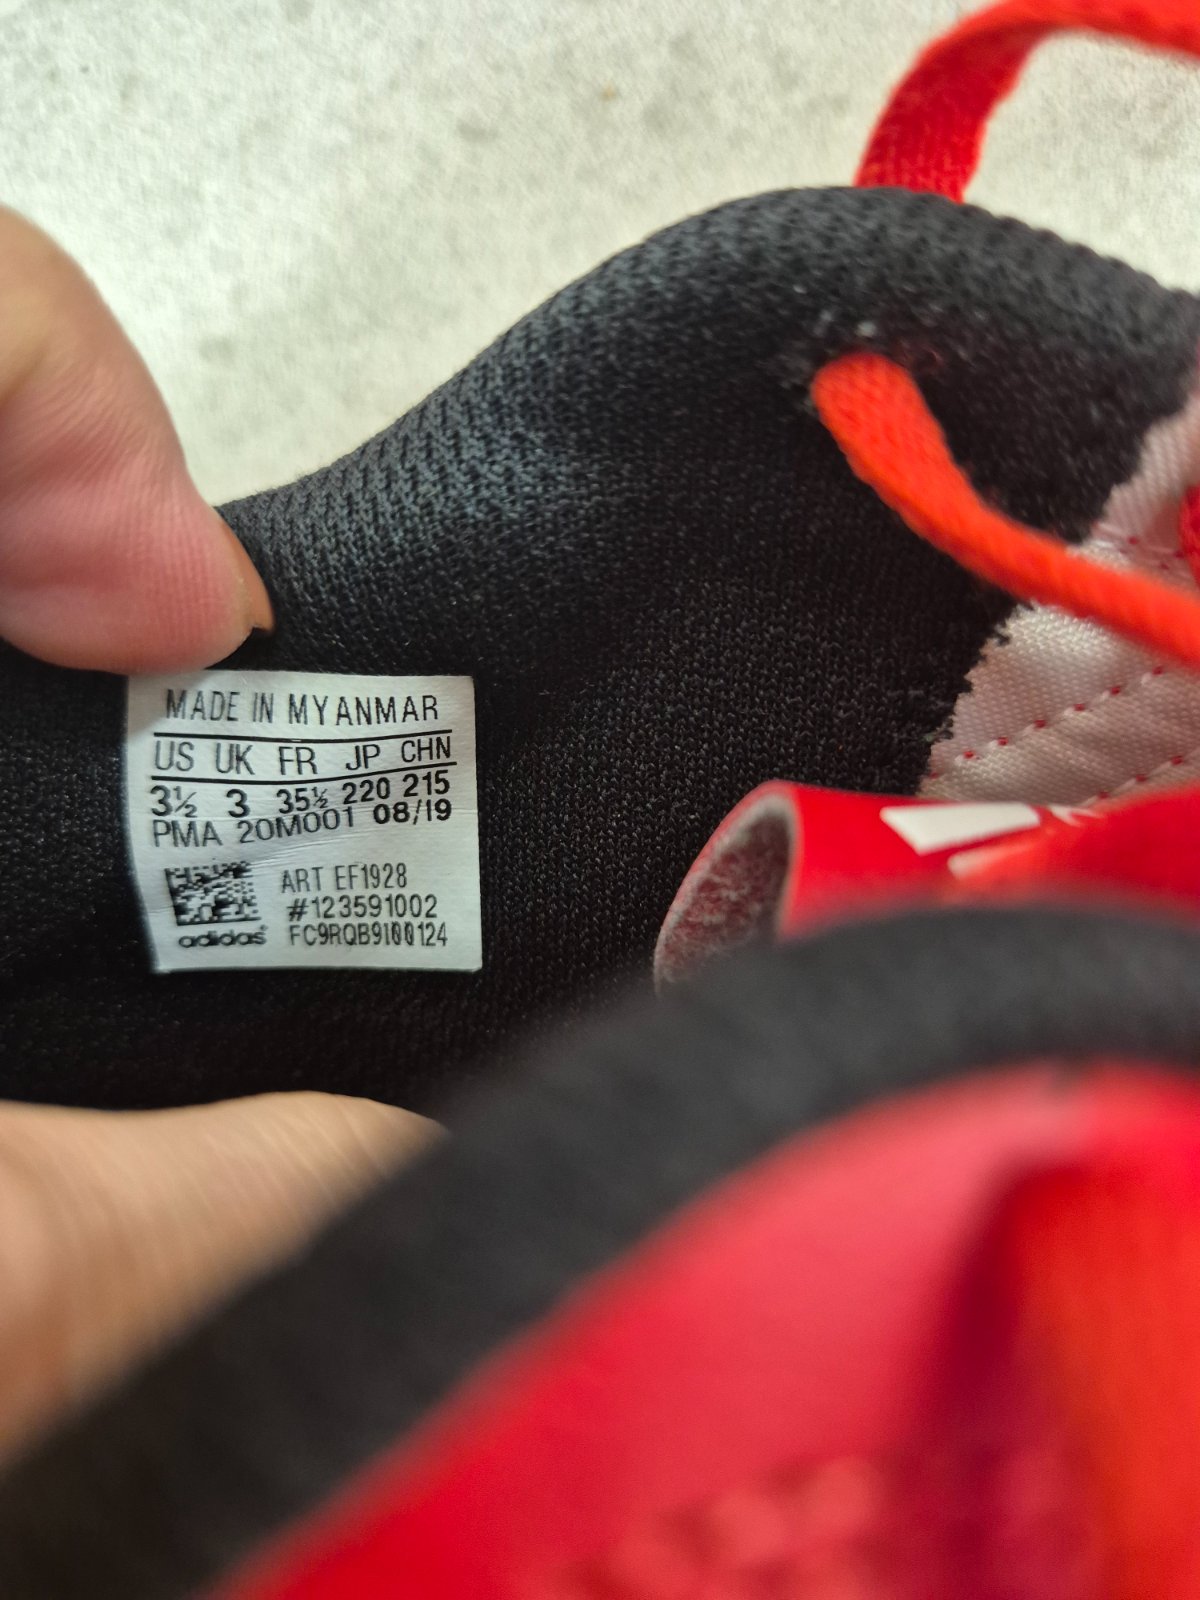 MADE IN MYANMAR
US UK FR JP CHN
3½ 3 35½ 220 215
PMA 20M001 08/19
ART EF1928
#123591002
adidas FC9RQB9I00124